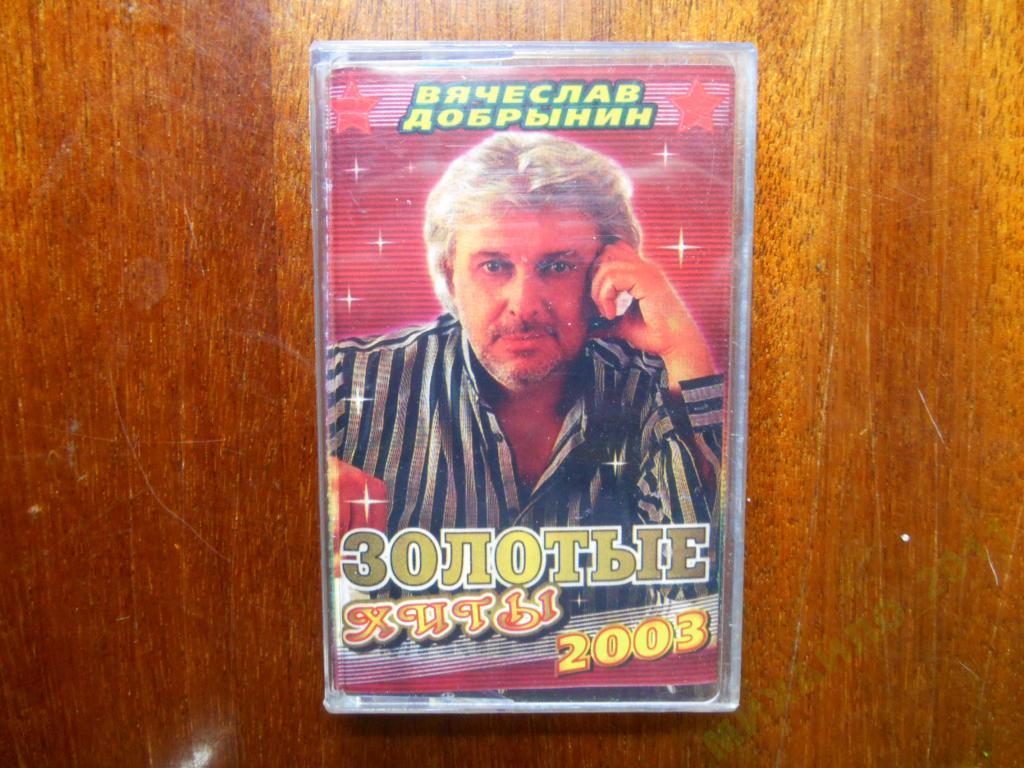 ВЯЧЕСЛАВ
ДОБРЫНИН
ЗОЛОТЫЕ
ХИТЫ
2003